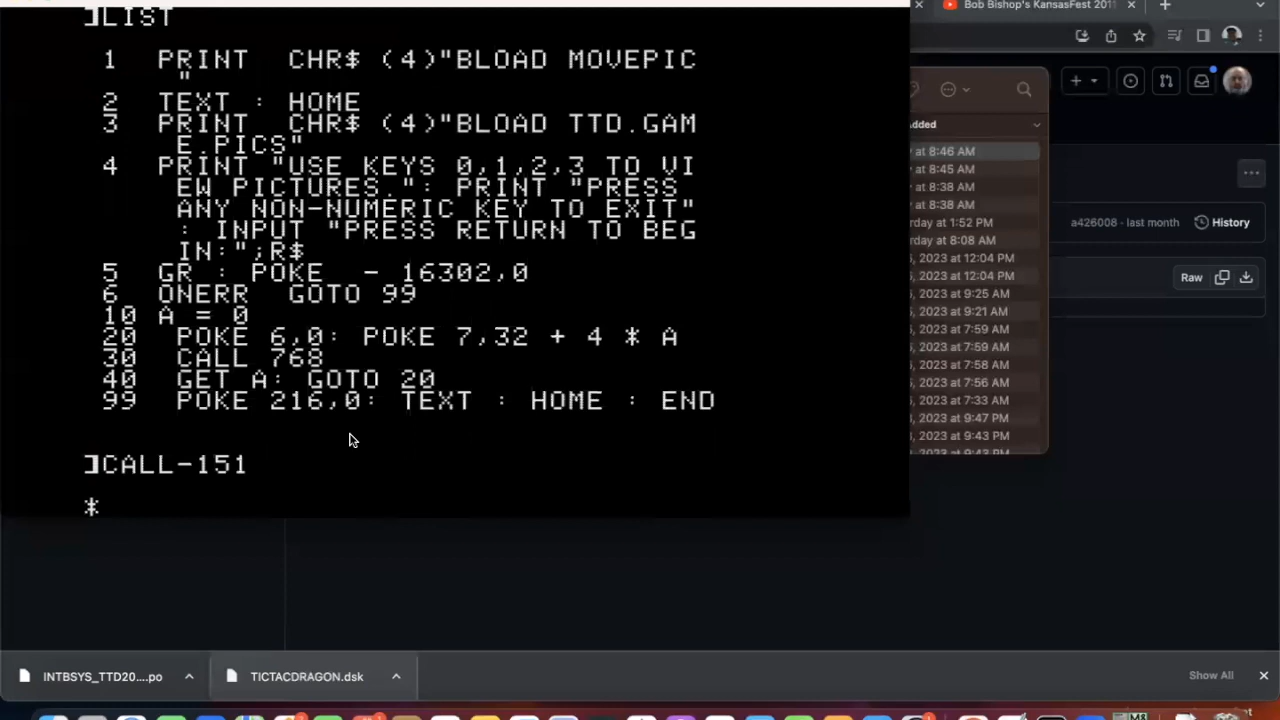 Bob Bishop's KansasFest 2011
]LIST
1 PRINT CHR$ (4)"BLOAD MOVEPIC
"
2 TEXT : HOME
3 PRINT CHR$ (4)"BLOAD TTD.GAM
E.PICS"
4 PRINT "USE KEYS 0,1,2,3 TO VI
EW PICTURES.": PRINT "PRESS
ANY NON-NUMERIC KEY TO EXIT"
: INPUT "PRESS RETURN TO BEG
IN:";R$
5 GR : POKE - 16302,0
6 ONERR GOTO 99
10 A = 0
20 POKE 6,0: POKE 7,32 + 4 * A
30 CALL 768
40 GET A: GOTO 20
99 POKE 216,0: TEXT : HOME : END
]CALL-151
*
Added
at 8:46 AM
at 8:45 AM
at 8:38 AM
at 8:38 AM
rday at 1:52 PM
rday at 8:08 AM
, 2023 at 12:04 PM
, 2023 at 12:04 PM
, 2023 at 9:25 AM
, 2023 at 9:21 AM
, 2023 at 7:59 AM
, 2023 at 7:59 AM
, 2023 at 7:58 AM
, 2023 at 7:56 AM
, 2023 at 7:33 AM
, 2023 at 9:47 PM
, 2023 at 9:43 PM
, 2023 at 9:43 PM
a426008 · last month History
Raw
INTBSYS_TTD20....po
TICTACDRAGON.dsk
Show All